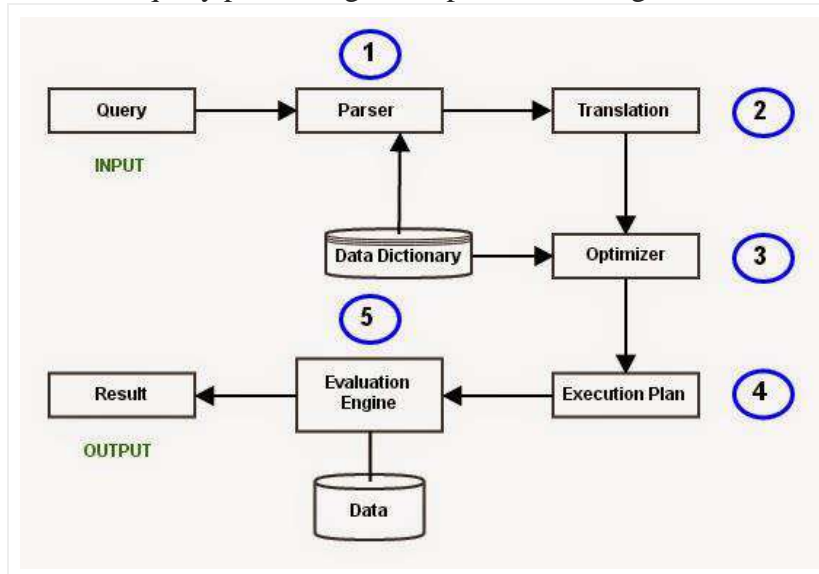 1
Query
Parser
Translation
2
INPUT
Data Dictionary
Optimizer
3
5
Result
Evaluation
Engine
Execution Plan
4
OUTPUT
Data